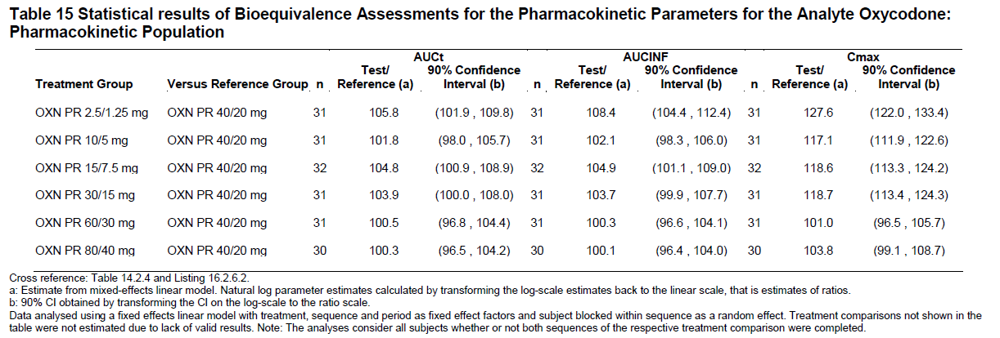 Table 15 Statistical results of Bioequivalence Assessments for the Pharmacokinetic Parameters for the Analyte Oxycodone:
Pharmacokinetic Population
AUCt AUCINF Cmax
Test/ 90% Confidence Test/ 90% Confidence Test/ 90% Confidence
Treatment Group Versus Reference Group n Reference (a) Interval (b) n Reference (a) Interval (b) n Reference (a) Interval (b)
OXN PR 2.5/1.25 mg OXN PR 40/20 mg 31 105.8 (101.9 , 109.8) 31 108.4 (104.4 , 112.4) 31 127.6 (122.0 , 133.4)
OXN PR 10/5 mg OXN PR 40/20 mg 31 101.8 (98.0 , 105.7) 31 102.1 (98.3 , 106.0) 31 117.1 (111.9 , 122.6)
OXN PR 15/7.5 mg OXN PR 40/20 mg 32 104.8 (100.9 , 108.9) 32 104.9 (101.1 , 109.0) 32 118.6 (113.3 , 124.2)
OXN PR 30/15 mg OXN PR 40/20 mg 31 103.9 (100.0 , 108.0) 31 103.7 (99.9 , 107.7) 31 118.7 (113.4 , 124.3)
OXN PR 60/30 mg OXN PR 40/20 mg 31 100.5 (96.8 , 104.4) 31 100.3 (96.6 , 104.1) 31 101.0 (96.5 , 105.7)
OXN PR 80/40 mg OXN PR 40/20 mg 30 100.3 (96.5 , 104.2) 30 100.1 (96.4 , 104.0) 30 103.8 (99.1 , 108.7)
Cross reference: Table 14.2.4 and Listing 16.2.6.2.
a: Estimate from mixed-effects linear model. Natural log parameter estimates calculated by transforming the log-scale estimates back to the linear scale, that is estimates of ratios.
b: 90% CI obtained by transforming the CI on the log-scale to the ratio scale.
Data analysed using a fixed effects linear model with treatment, sequence and period as fixed effect factors and subject blocked within sequence as a random effect. Treatment comparisons not shown in the
table were not estimated due to lack of valid results. Note: The analyses consider all subjects whether or not both sequences of the respective treatment comparison were completed.